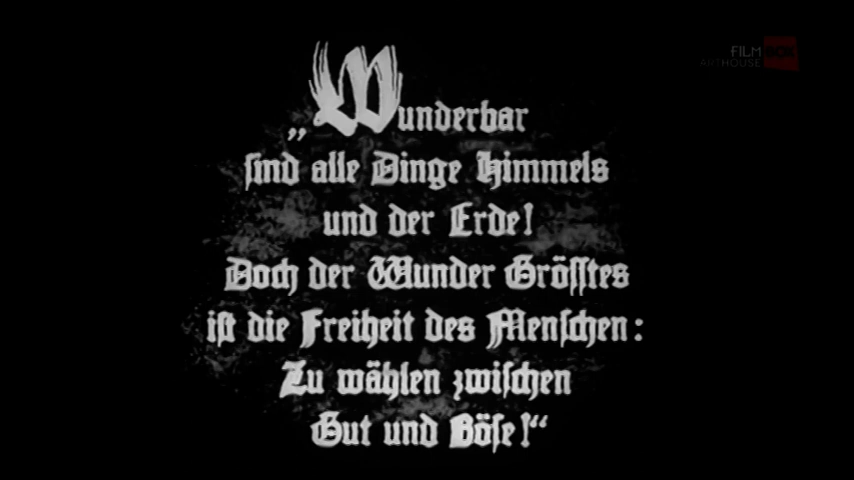 FILMBOX
ARTHOUSE
„Wunderbar
sind alle Dinge Himmels
und der Erde!
Doch der Wunder Grösstes
ist die Freiheit des Menschen:
Zu wählen zwischen
Gut und Böse!“